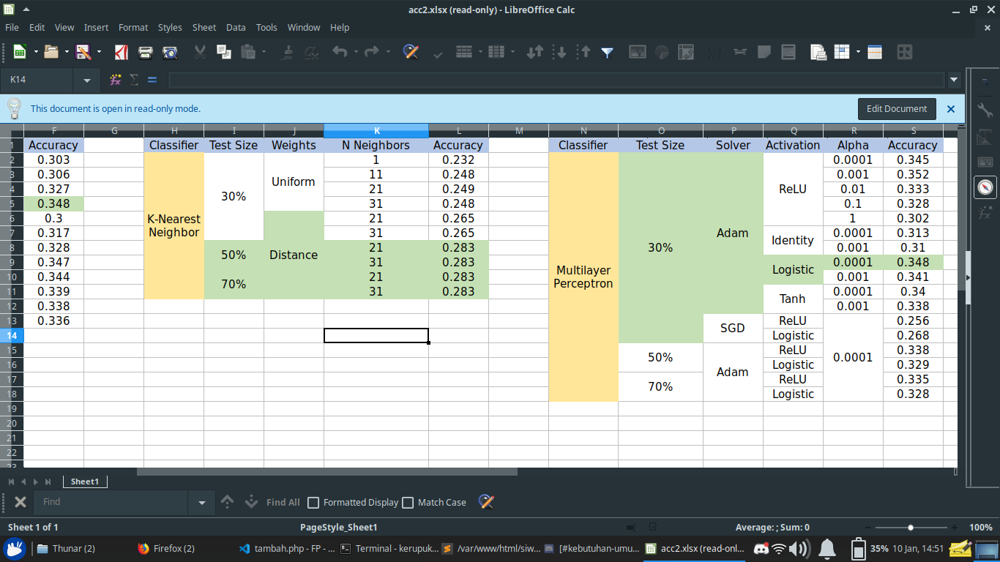 acc2.xlsx (read-only) - LibreOffice Calc
File Edit View Insert Format Styles Sheet Data Tools Window Help
K14
This document is open in read-only mode. Edit Document
F G H I J K L M N O P Q R S
1 Accuracy Classifier Test Size Weights N Neighbors Accuracy Classifier Test Size Solver Activation Alpha Accuracy
2 0.303 1 0.232 0.0001 0.345
3 0.306 Uniform 11 0.248 0.001 0.352
4 0.327 21 0.249 ReLU 0.01 0.333
5 0.348 30% 31 0.248 0.1 0.328
6 0.3 K-Nearest 21 0.265 1 0.302
7 0.317 Neighbor 31 0.265 Adam Identity 0.0001 0.313
8 0.328 50% Distance 21 0.283 30% 0.001 0.31
9 0.347 31 0.283 Multilayer Logistic 0.0001 0.348
10 0.344 70% 21 0.283 Perceptron 0.001 0.341
11 0.339 31 0.283 Tanh 0.0001 0.34
12 0.338 0.001 0.338
13 0.336 SGD ReLU 0.256
14 Logistic 0.268
15 50% ReLU 0.0001 0.338
16 Adam Logistic 0.329
17 70% ReLU 0.335
18 Logistic 0.328
19
20
21
22
23
Sheet1
Find Find All Formatted Display Match Case
Sheet 1 of 1 PageStyle_Sheet1 Average: ; Sum: 0 100%
Thunar (2) Firefox (2) tambah.php - FP - ... Terminal - kerupuk... /var/www/html/siw... [#kebutuhan-umu... acc2.xlsx (read-onl... 35% 10 Jan, 14:51